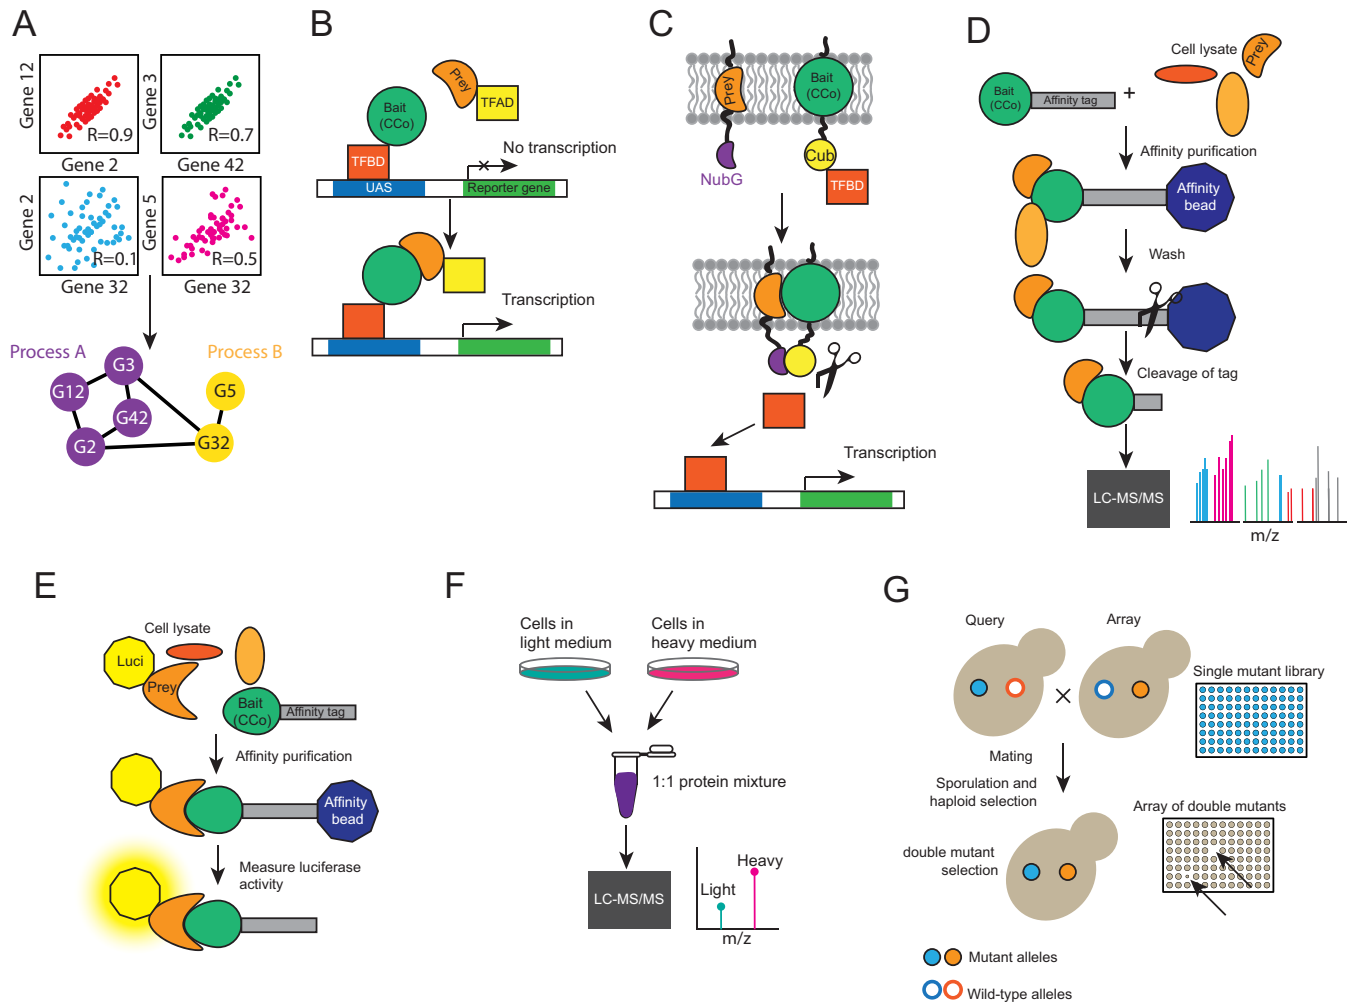 A
Gene 12
R=0.9
Gene 2
Gene 3
R=0.7
Gene 42
Gene 2
R=0.1
Gene 32
Gene 5
R=0.5
Gene 32
Process A
Process B
G3
G12
G42
G2
G5
G32
B
Prey
TFAD
Bait
(CCo)
TFBD
No transcription
UAS
Reporter gene
Transcription
C
Prey
Bait
(CCo)
NubG
Cub
TFBD
Transcription
D
Cell lysate
Prey
Bait
(CCo)
Affinity tag
+
Affinity purification
Affinity
bead
Wash
Cleavage of tag
LC-MS/MS
m/z
E
Cell lysate
Luci
Prey
Bait
(CCo)
Affinity tag
Affinity purification
Affinity
bead
Measure luciferase
activity
F
Cells in
light medium
Cells in
heavy medium
1:1 protein mixture
LC-MS/MS
Light
Heavy
m/z
G
Query
Array
Single mutant library
Mating
Sporulation and
haploid selection
Array of double mutants
double mutant
selection
Mutant alleles
Wild-type alleles